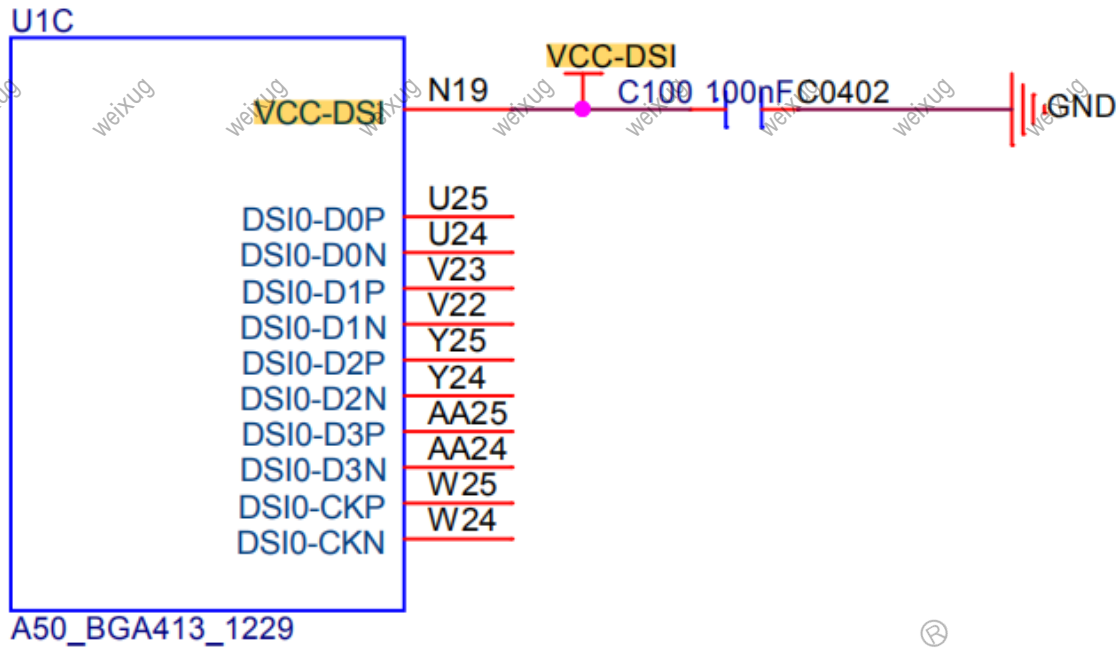 U1C
VCC-DSI
VCC-DSI N19 C100 100nF C0402 GND
weixug weixug weixug weixug weixug weixug weixug weixug
DSI0-D0P U25
DSI0-D0N U24
DSI0-D1P V23
DSI0-D1N V22
DSI0-D2P Y25
DSI0-D2N Y24
DSI0-D3P AA25
DSI0-D3N AA24
DSI0-CKP W25
DSI0-CKN W24
A50_BGA413_1229
®